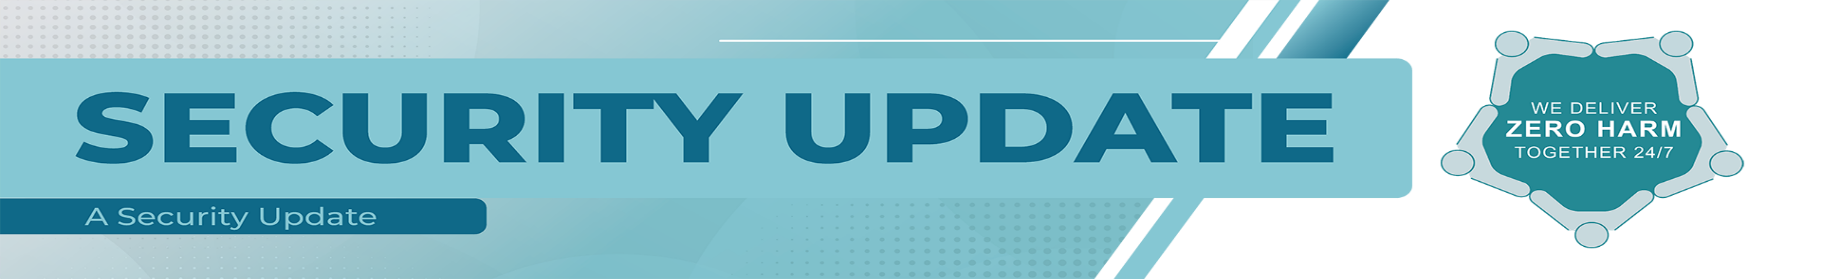 SECURITY UPDATE
A Security Update
WE DELIVER
ZERO HARM
TOGETHER 24/7